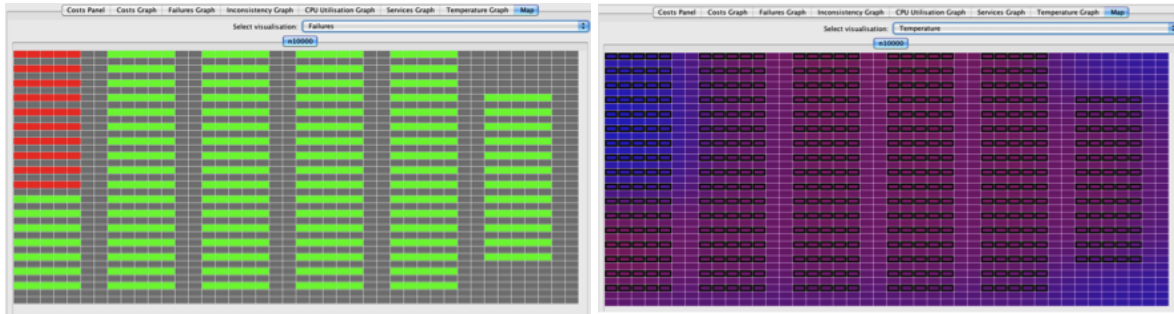 Costs Panel Costs Graph Failures Graph Inconsistency Graph CPU Utilisation Graph Services Graph Temperature Graph Map
Select visualisation: Failures
n10000
Costs Panel Costs Graph Failures Graph Inconsistency Graph CPU Utilisation Graph Services Graph Temperature Graph Map
Select visualisation: Temperature
n10000